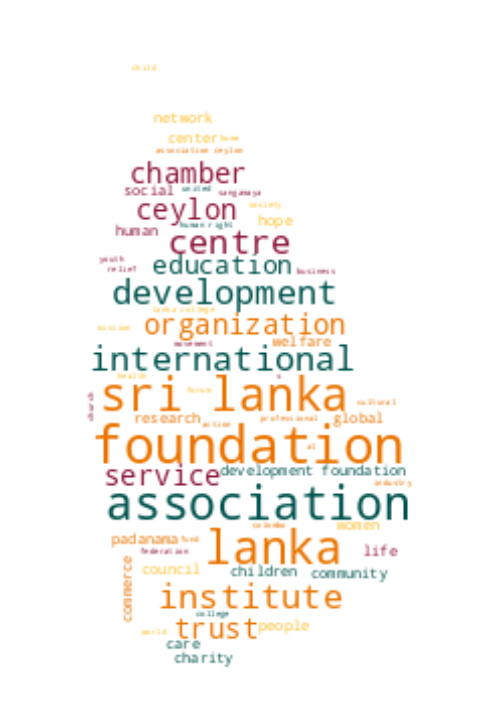 child
network
center home
association ceylon
chamber
social united sangamaya
ceylon society
human right hope
human
centre
youth education business
relief
development
lanka college
mission organization
movement welfare
international
health
sri lanka
forum cultural
research action professional global
foundation
al
service development foundation
industry
association
colombo women
padanama fund lanka
federation life
commerce council children community
institute
college
world trust people
care
charity